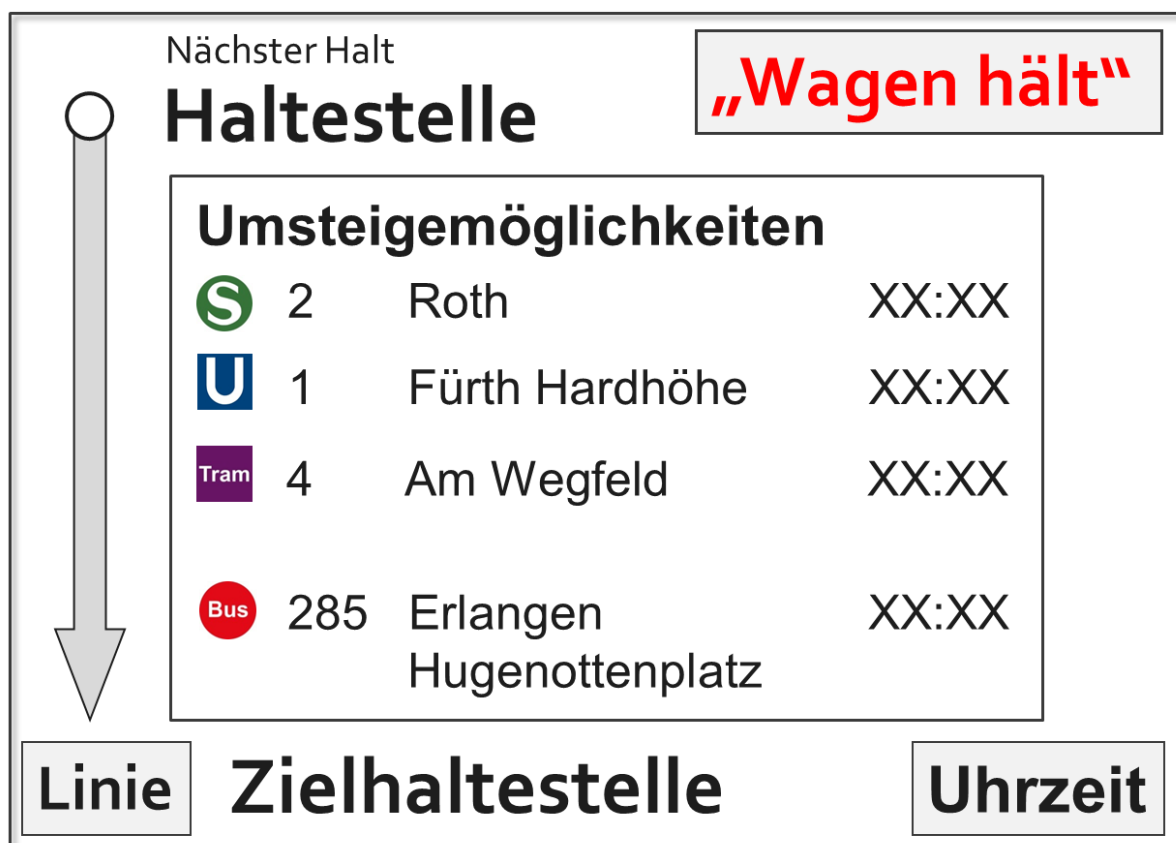 Nächster Halt
Haltestelle
„Wagen hält“
Umsteigemöglichkeiten
S 2 Roth XX:XX
U 1 Fürth Hardhöhe XX:XX
Tram 4 Am Wegfeld XX:XX
Bus 285 Erlangen XX:XX
Hugenottenplatz
Linie Zielhaltestelle Uhrzeit